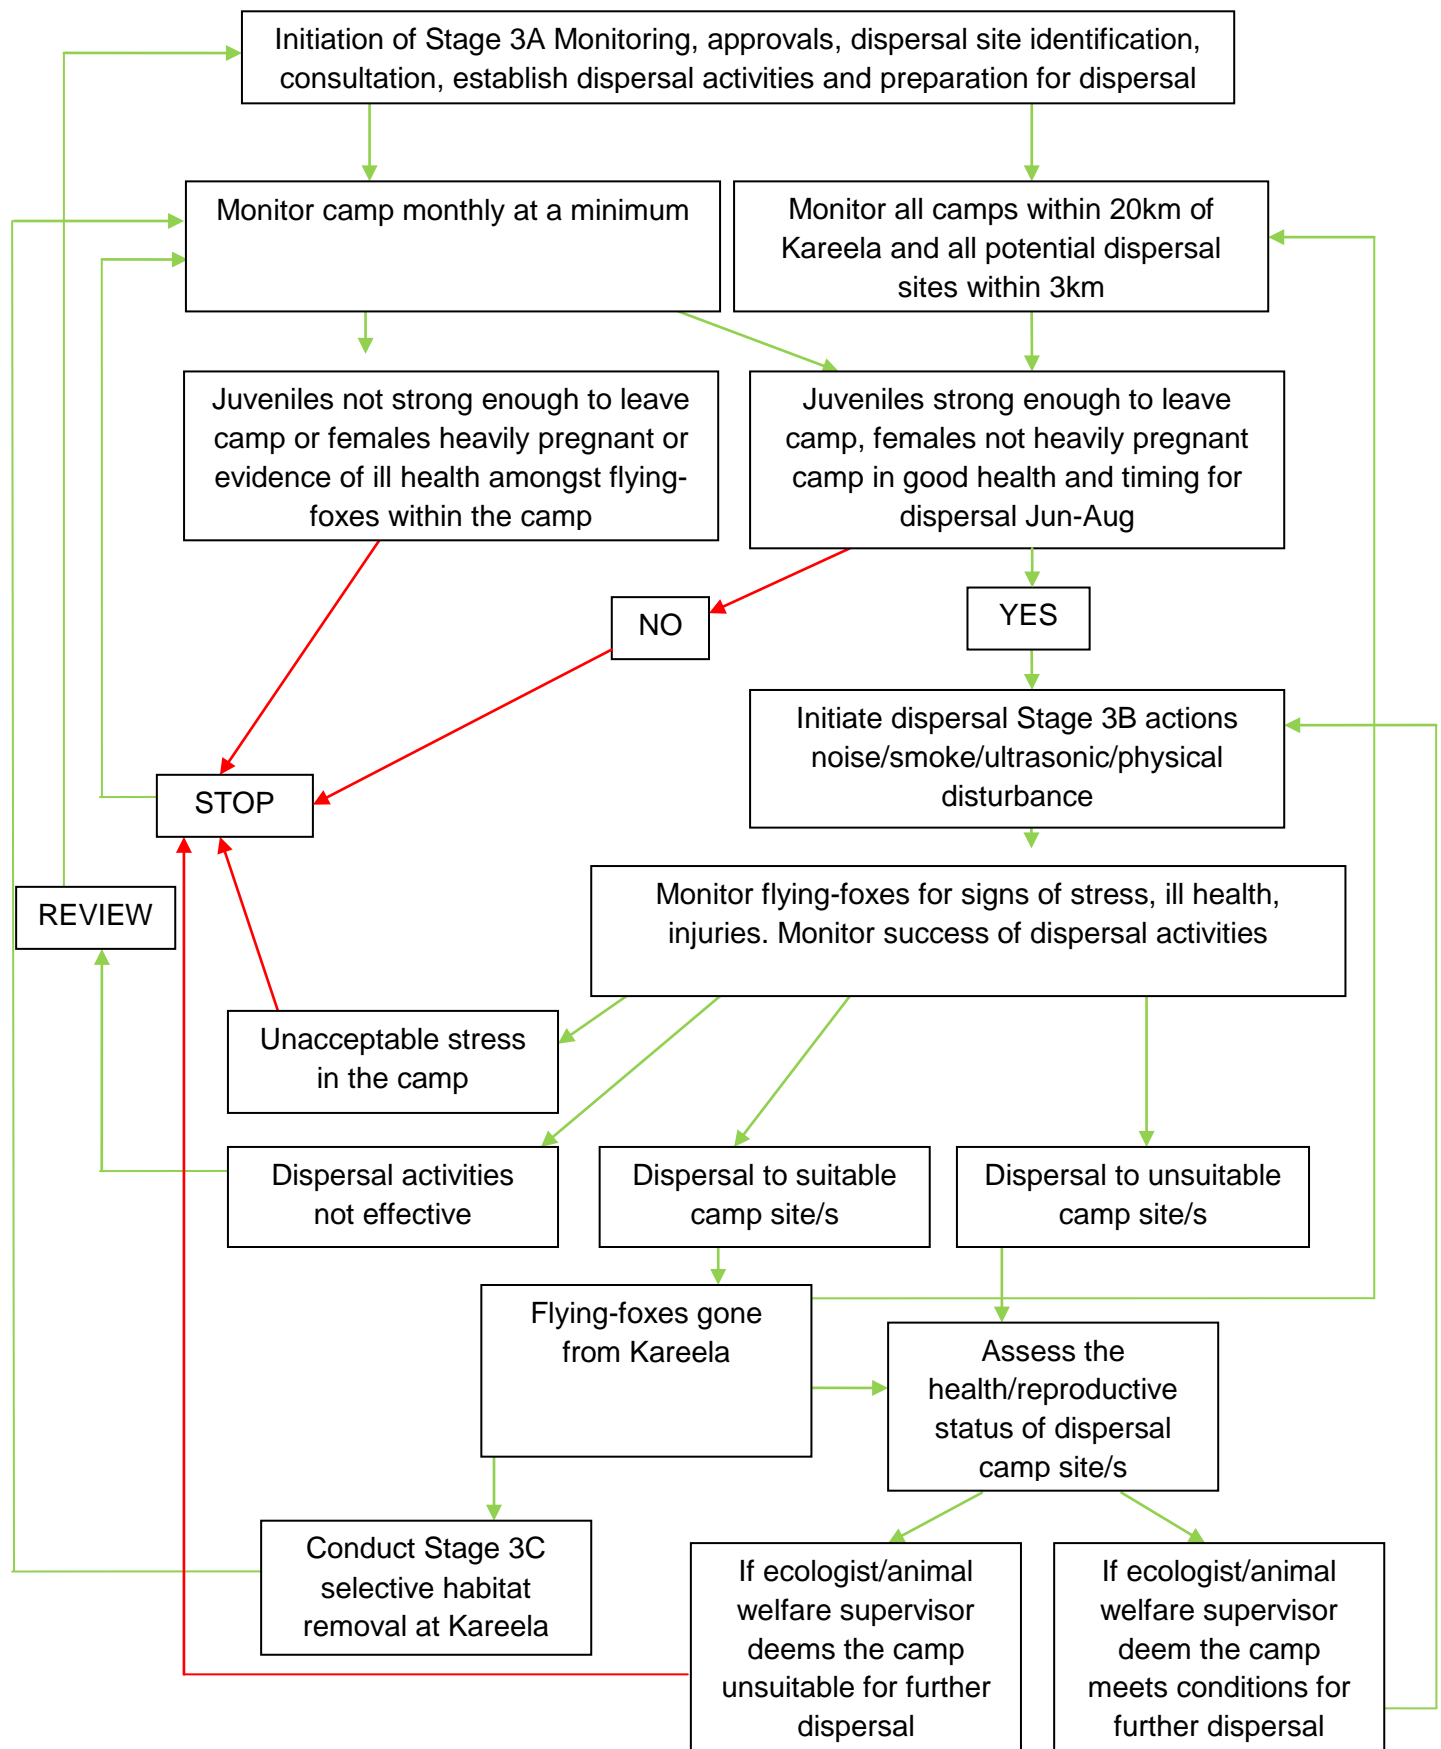 Initiation of Stage 3A Monitoring, approvals, dispersal site identification,
consultation, establish dispersal activities and preparation for dispersal
Monitor camp monthly at a minimum
Monitor all camps within 20km of
Kareela and all potential dispersal
sites within 3km
Juveniles not strong enough to leave
camp or females heavily pregnant or
evidence of ill health amongst flying-
foxes within the camp
Juveniles strong enough to leave
camp, females not heavily pregnant
camp in good health and timing for
dispersal Jun-Aug
NO
YES
Initiate dispersal Stage 3B actions
noise/smoke/ultrasonic/physical
disturbance
STOP
REVIEW
Monitor flying-foxes for signs of stress, ill health,
injuries. Monitor success of dispersal activities
Unacceptable stress
in the camp
Dispersal activities
not effective
Dispersal to suitable
camp site/s
Dispersal to unsuitable
camp site/s
Flying-foxes gone
from Kareela
Assess the
health/reproductive
status of dispersal
camp site/s
Conduct Stage 3C
selective habitat
removal at Kareela
If ecologist/animal
welfare supervisor
deems the camp
unsuitable for further
dispersal
If ecologist/animal
welfare supervisor
deem the camp
meets conditions for
further dispersal